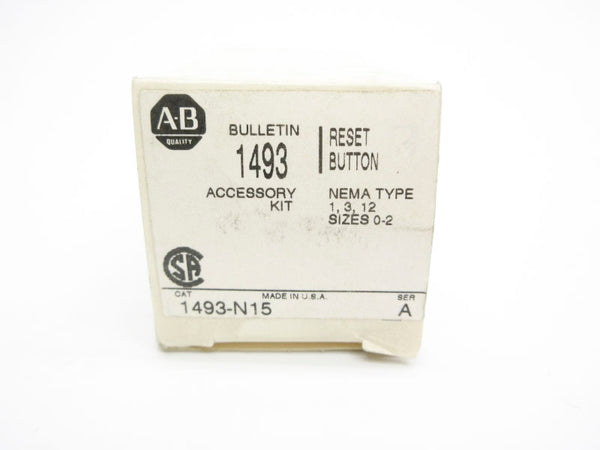 A-B
QUALITY
BULLETIN
1493
ACCESSORY
KIT
RESET
BUTTON
NEMA TYPE
1, 3, 12
SIZES 0-2
SA
CAT
MADE IN U.S.A.
SER
1493-N15
A